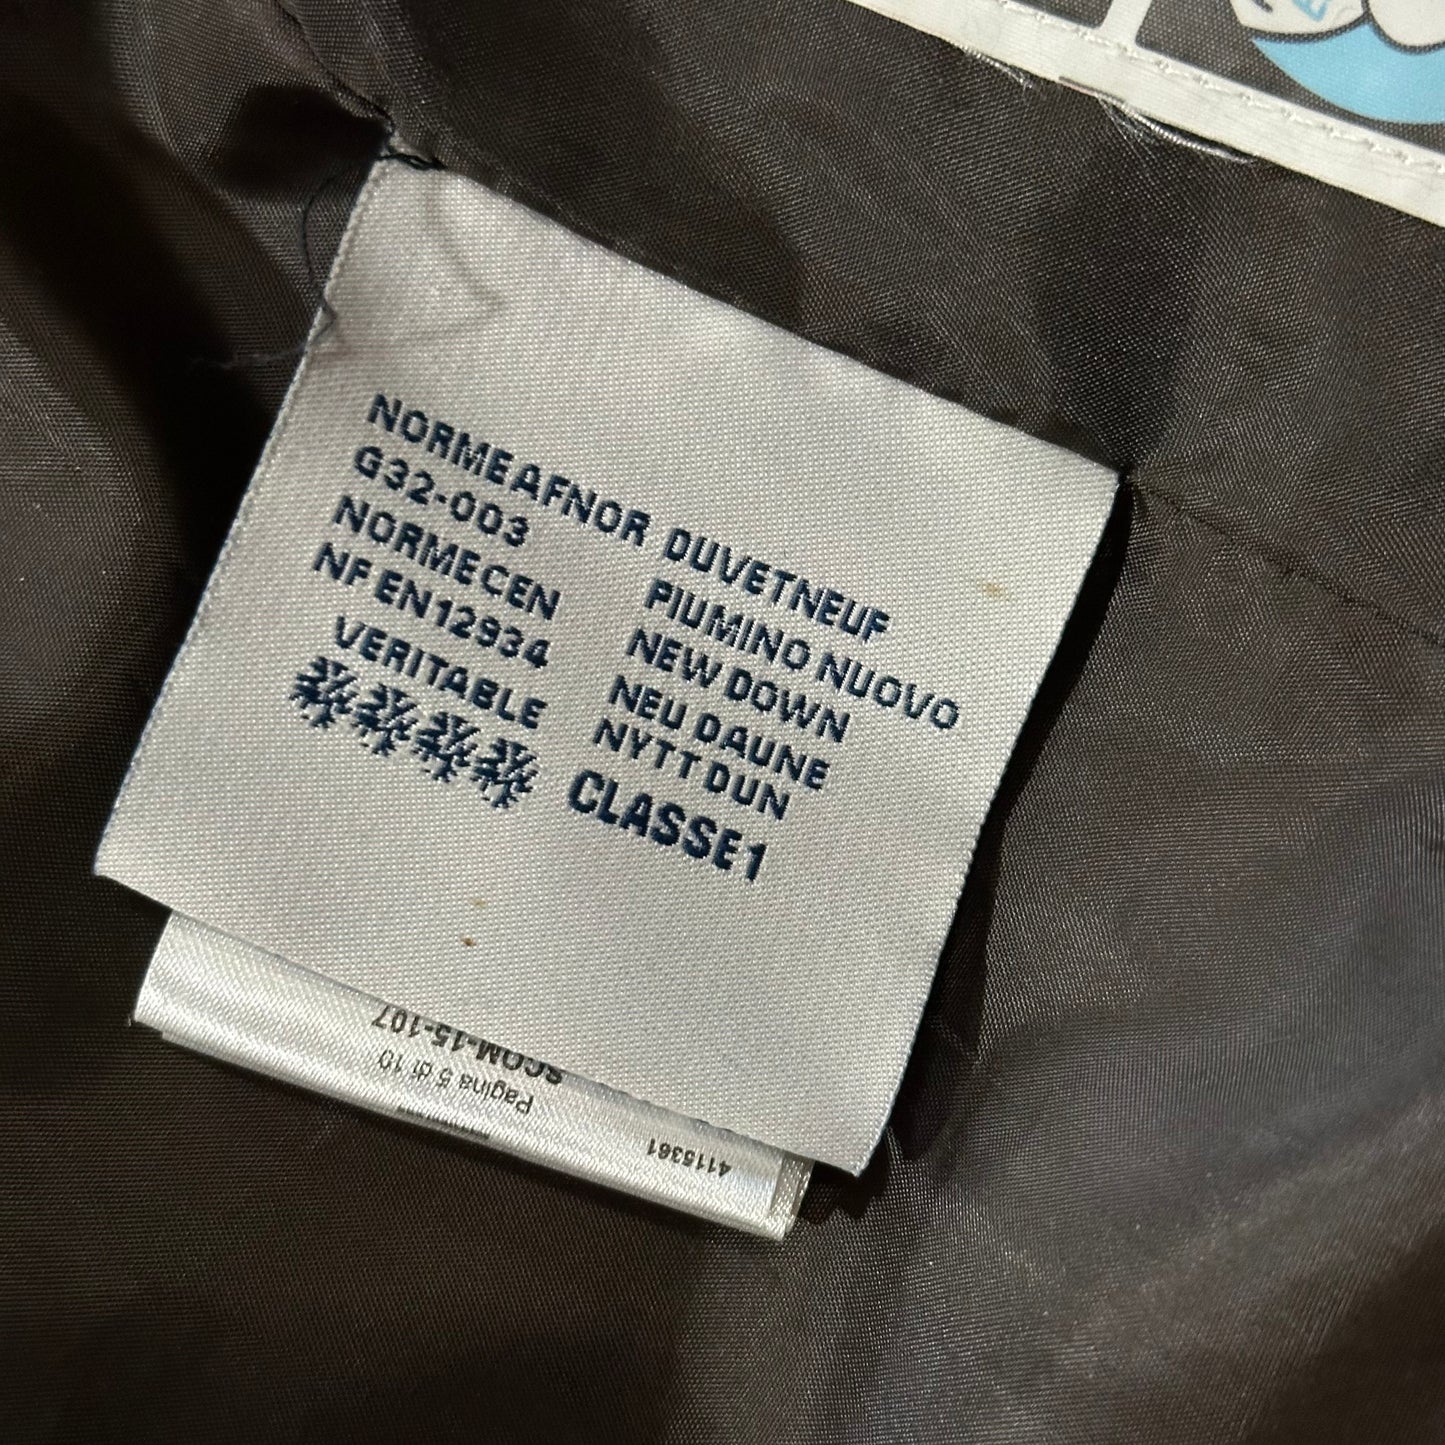 NORMEAFNOR DUVETNEUF
G32-003 PIUMINO NUOVO
NORMECEN NEW DOWN
NF EN12934 NEU DAUNE
VERITABLE NYTT DUN
CLASSE1
SCOM-15-107
Pagina 5 di 10
4115361